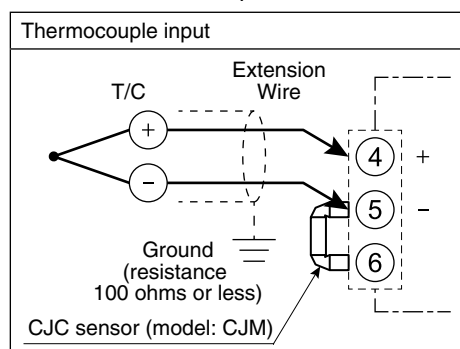 Thermocouple input
T/C
Extension
Wire
+
−
4
+
5
−
6
Ground
(resistance
100 ohms or less)
CJC sensor (model: CJM)